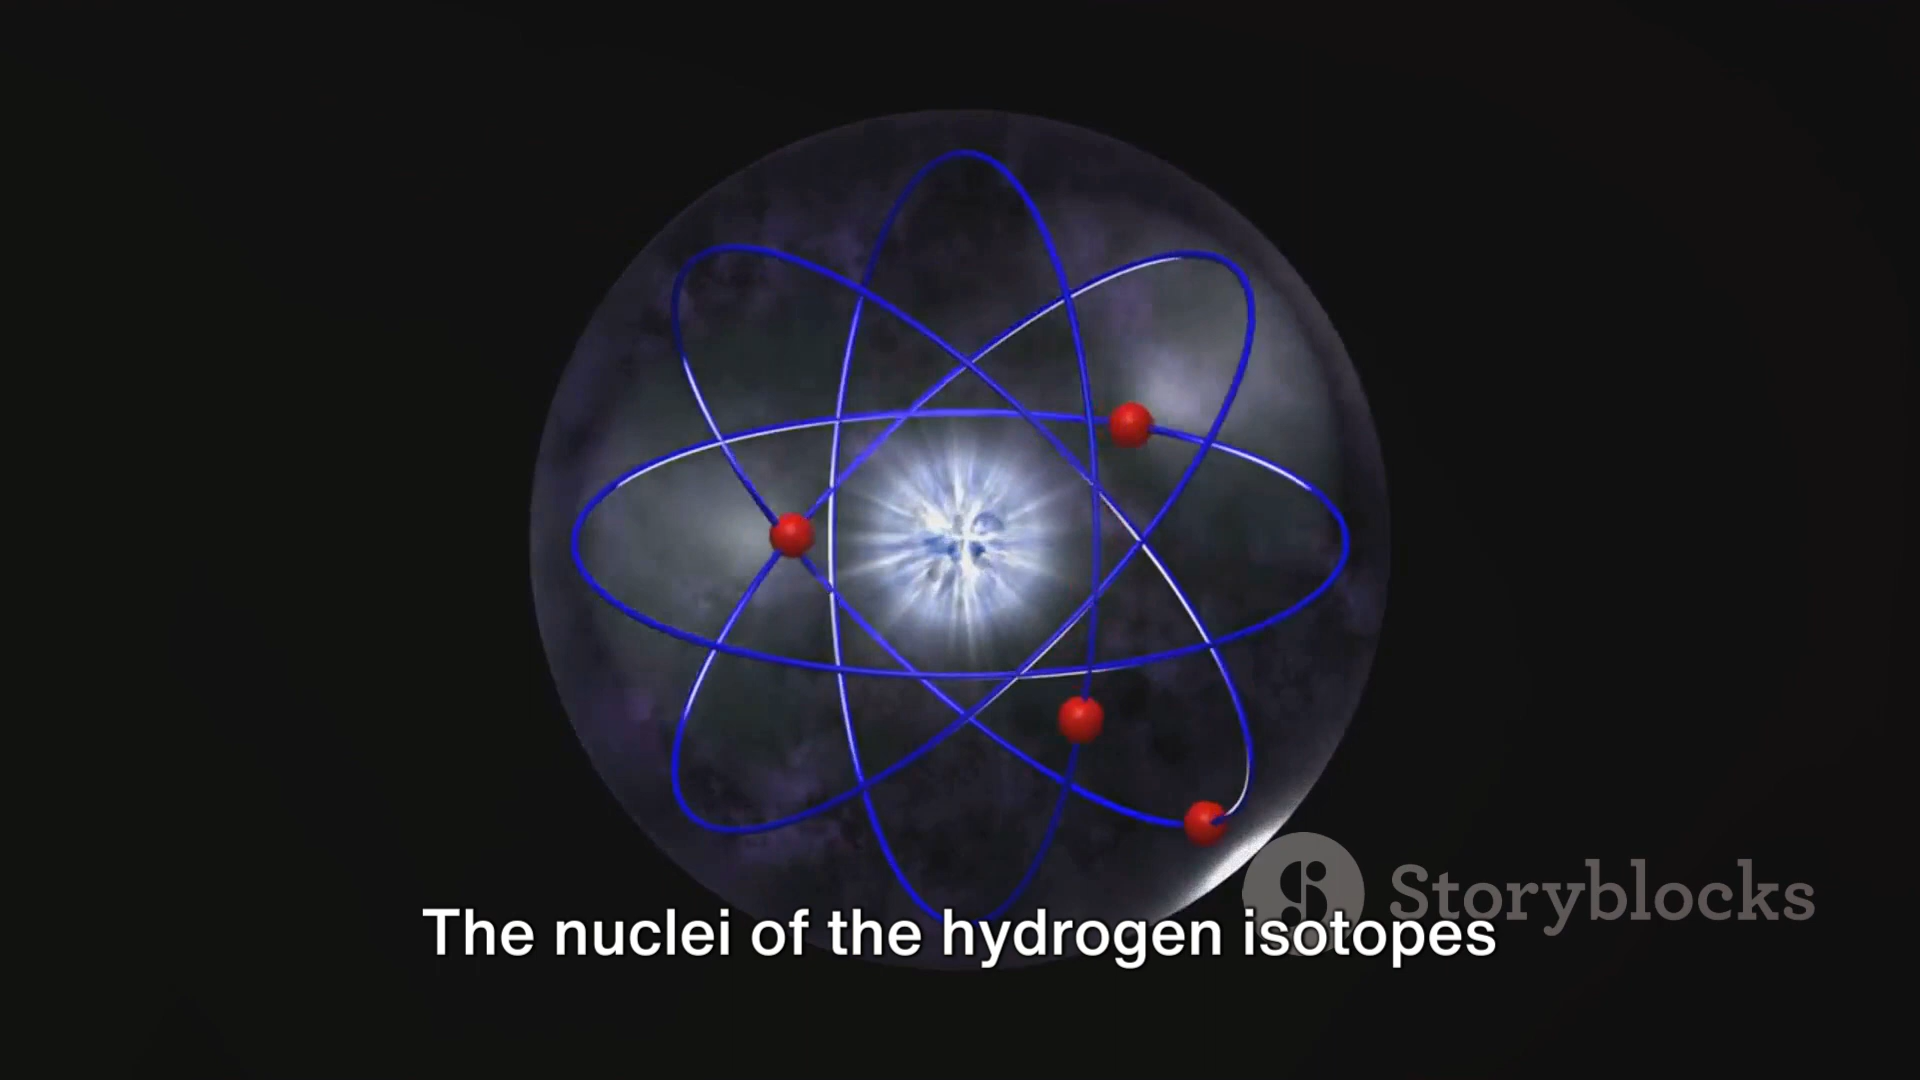 Storyblocks
The nuclei of the hydrogen isotopes